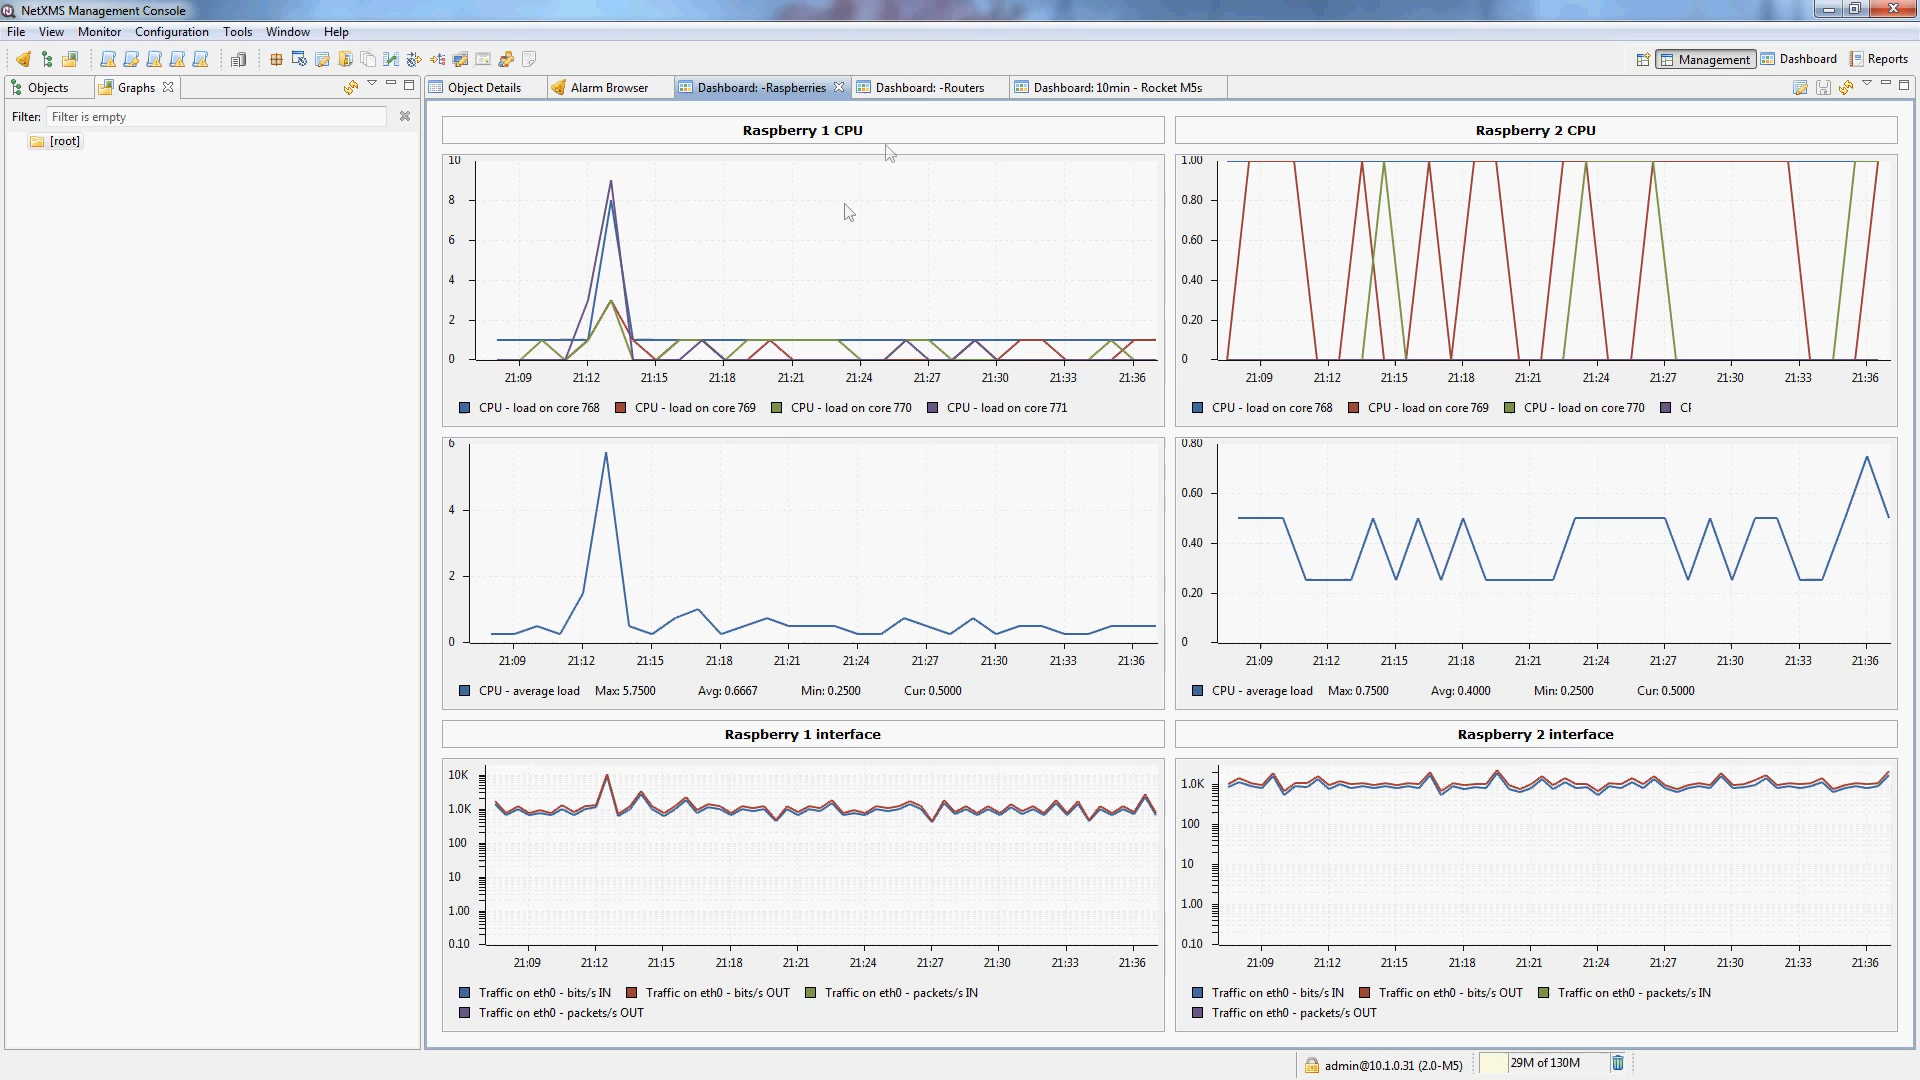 NetXMS Management Console
File View Monitor Configuration Tools Window Help
Management Dashboard Reports
Objects Graphs
Object Details Alarm Browser Dashboard: -Raspberries Dashboard: -Routers Dashboard: 10min - Rocket M5s
Filter: Filter is empty
[root]
Raspberry 1 CPU
10
8
6
4
2
0
21:09 21:12 21:15 21:18 21:21 21:24 21:27 21:30 21:33 21:36
CPU - load on core 768 CPU - load on core 769 CPU - load on core 770 CPU - load on core 771
Raspberry 2 CPU
1.00
0.80
0.60
0.40
0.20
0
21:09 21:12 21:15 21:18 21:21 21:24 21:27 21:30 21:33 21:36
CPU - load on core 768 CPU - load on core 769 CPU - load on core 770
6
4
2
0
21:09 21:12 21:15 21:18 21:21 21:24 21:27 21:30 21:33 21:36
CPU - average load Max: 5.7500 Avg: 0.6667 Min: 0.2500 Cur: 0.5000
0.80
0.60
0.40
0.20
0
21:09 21:12 21:15 21:18 21:21 21:24 21:27 21:30 21:33 21:36
CPU - average load Max: 0.7500 Avg: 0.4000 Min: 0.2500 Cur: 0.5000
Raspberry 1 interface
10K
1.0K
100
10
1.00
0.10
21:09 21:12 21:15 21:18 21:21 21:24 21:27 21:30 21:33 21:36
Traffic on eth0 - bits/s IN Traffic on eth0 - bits/s OUT Traffic on eth0 - packets/s IN
Traffic on eth0 - packets/s OUT
Raspberry 2 interface
1.0K
100
10
1.00
0.10
21:09 21:12 21:15 21:18 21:21 21:24 21:27 21:30 21:33 21:36
Traffic on eth0 - bits/s IN Traffic on eth0 - bits/s OUT Traffic on eth0 - packets/s IN
Traffic on eth0 - packets/s OUT
admin@10.1.0.31 (2.0-M5) 29M of 130M